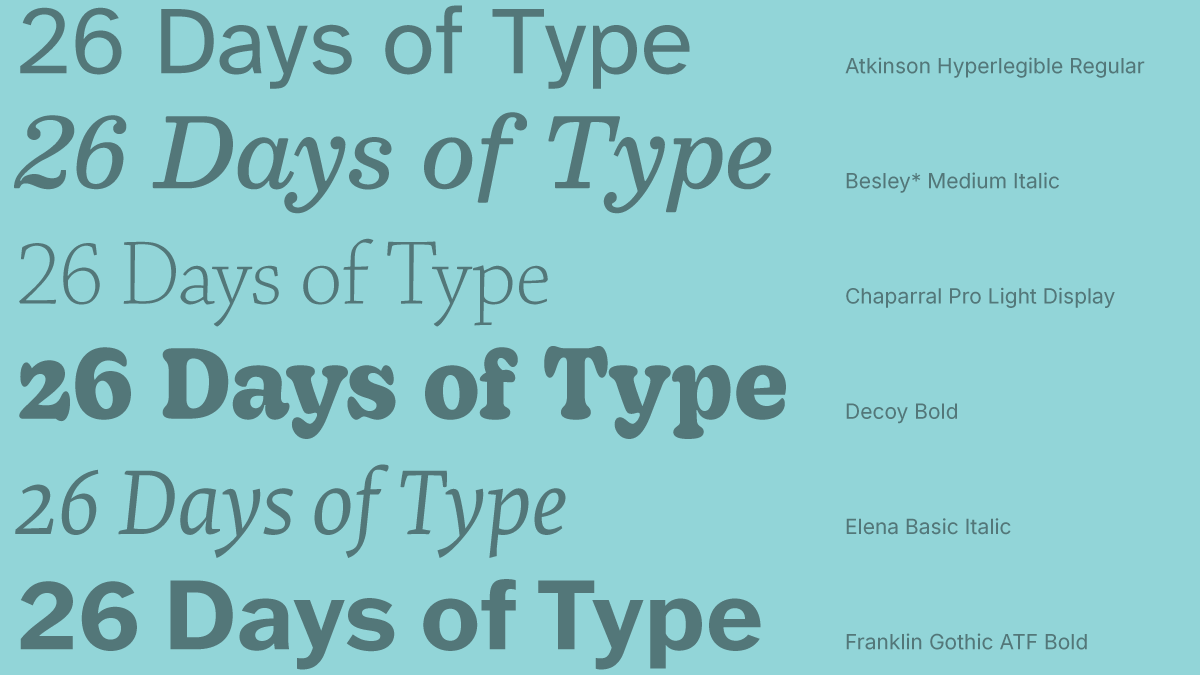 26 Days of Type
Atkinson Hyperlegible Regular
26 Days of Type
Besley* Medium Italic
26 Days of Type
Chaparral Pro Light Display
26 Days of Type
Decoy Bold
26 Days of Type
Elena Basic Italic
26 Days of Type
Franklin Gothic ATF Bold